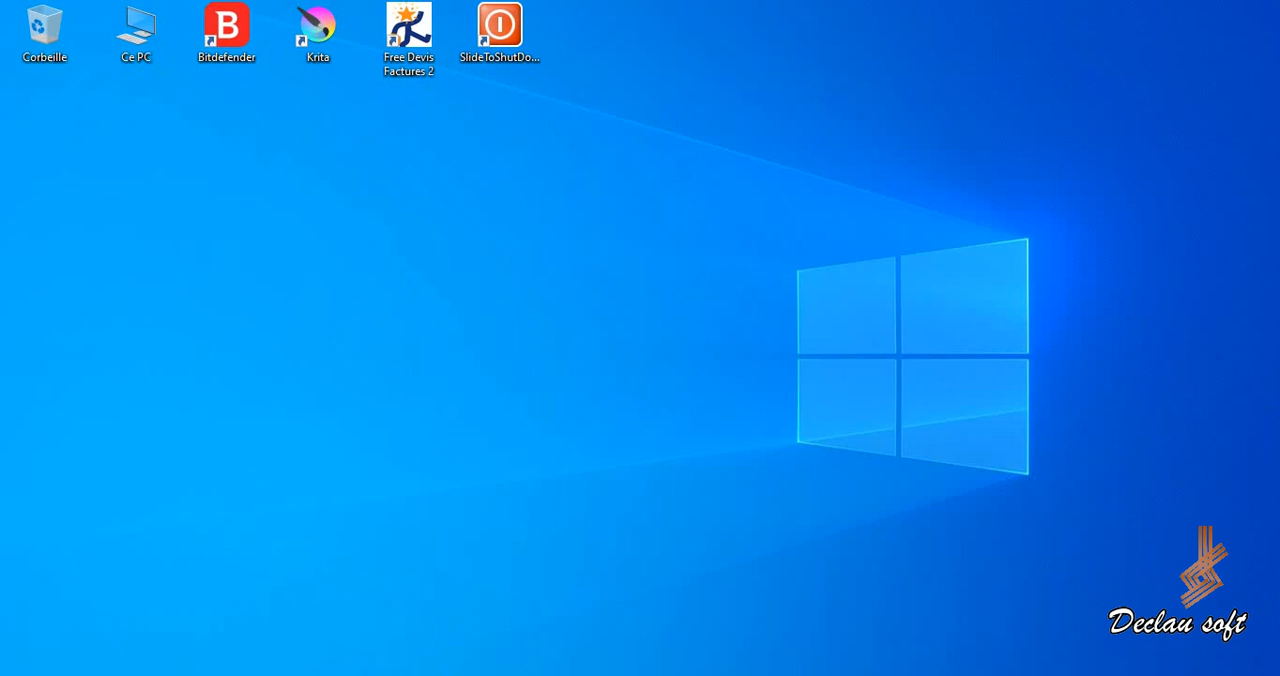 Corbeille
Ce PC
Bitdefender
Krita
Free Devis
Factures 2
SlideToShutDo...
Declau soft